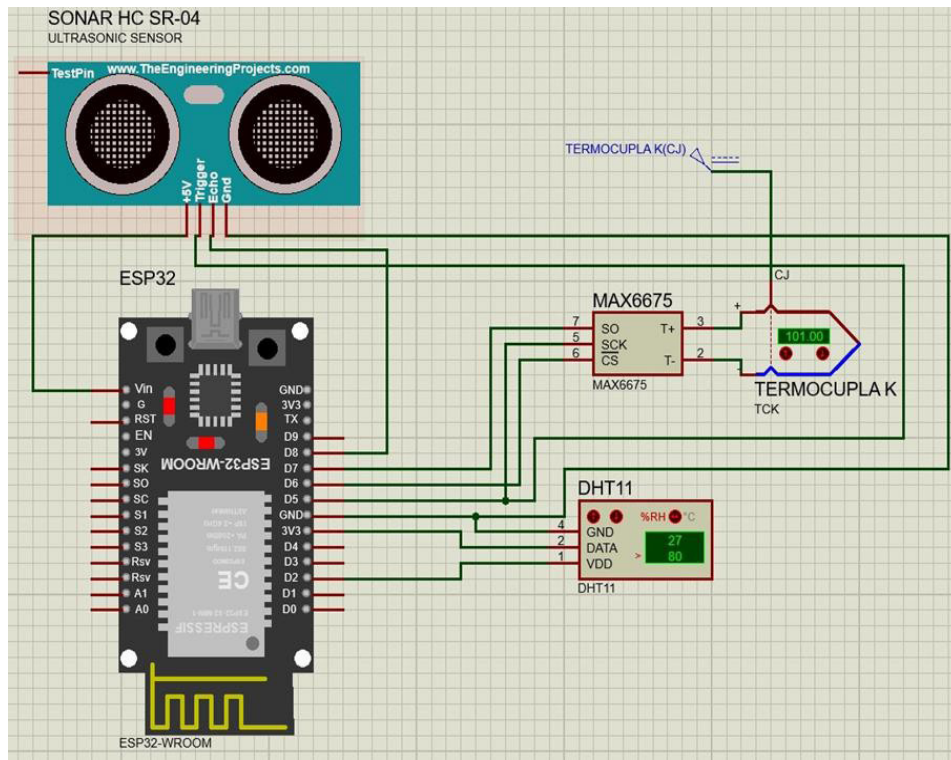 SONAR HC SR-04
ULTRASONIC SENSOR
TestPin
www.TheEngineeringProjects.com
+5V
Trigger
Echo
Gnd
TERMOCUPLA K(CJ)
CJ
ESP32
MAX6675
7 SO T+ 3
5 SCK
6 CS T- 2
MAX6675
+
-
101.00
TERMOCUPLA K
TCK
Vin GND
G 3V3
RST TX
EN D9
3V D8
SK D7
SO D6
SC D5
S1 GND
S2 3V3
S3 D4
Rsv D3
Rsv D2
A1 D1
A0 D0
ESP32-WROOM
CE
ESPRESSIF
ESP32-WROOM
DHT11
%RH °C
4 GND
2 DATA
1 VDD
27
> 80
DHT11